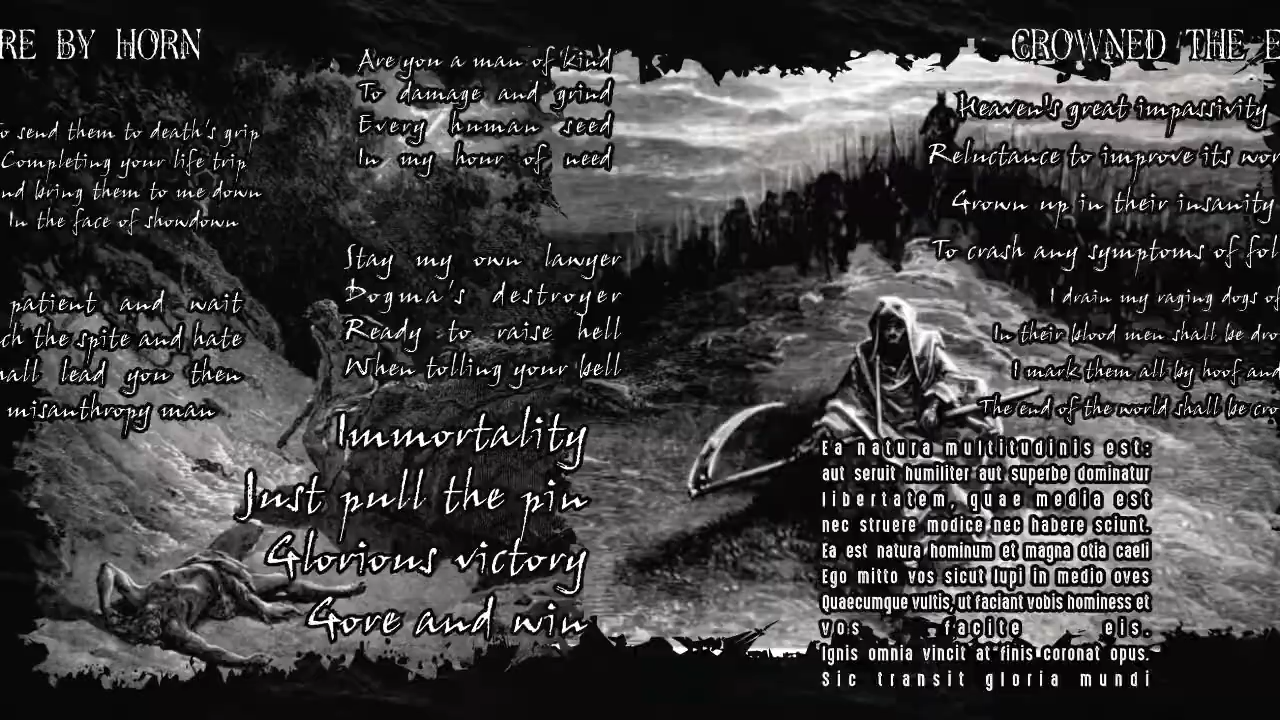 RE BY HORN
o send them to death's grip
Completing your life trip
nd bring them to me down
In the face of showdown
patient and wait
ch the spite and hate
hall lead you then
misanthropy man
Are you a man of kind
To damage and grind
Every human seed
In my hour of need
Stay my own lawyer
Dogma's destroyer
Ready to raise hell
When tolling your bell
Immortality
Just pull the pin
Glorious victory
Gore and win
CROWNED THE E
Heaven's great impassivity
Reluctance to improve its wor
Grown up in their insanity
To crash any symptoms of fol
I drain my raging dogs of
In their blood men shall be dro
I mark them all by hoof and
The end of the world shall be cro
Ea natura multitudinis est:
aut seruit humiliter aut superbe dominatur
libertatem, quae media est
nec struere modice nec habere sciunt.
Ea est natura hominum et magna otia caeli
Ego mitto vos sicut lupi in medio oves
Quaecumque vultis, ut faciant vobis hominess et
vos facite eis.
Ignis omnia vincit at finis coronat opus.
Sic transit gloria mundi